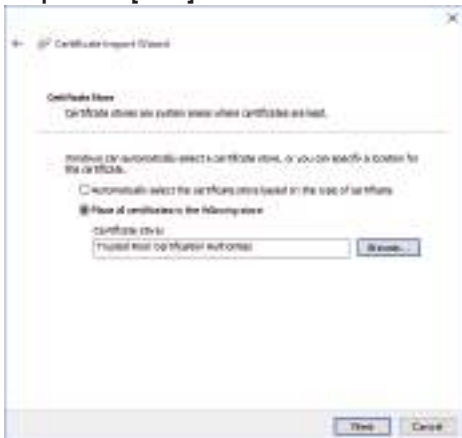 Certificate Import Wizard
Certificate Store
Certificate stores are system areas where certificates are kept.
Windows can automatically select a certificate store, or you can specify a location for
the certificate.
Automatically select the certificate store based on the type of certificate
Place all certificates in the following store
Certificate store:
Trusted Root Certification Authorities
Browse...
Next Cancel